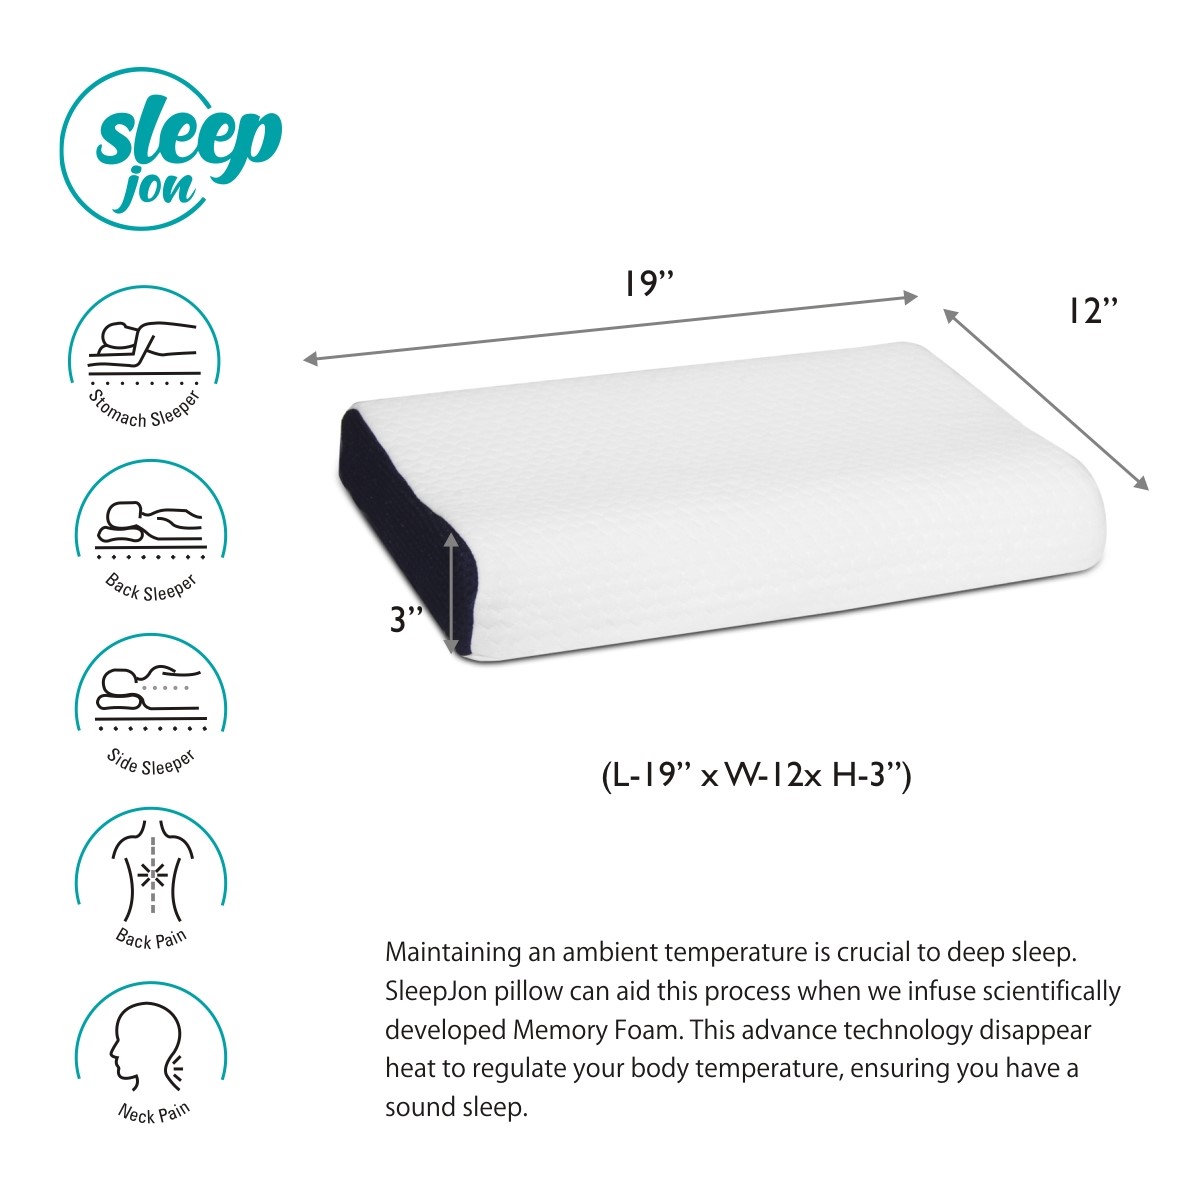 sleep
jon
19”
12”
3”
Stomach Sleeper
Back Sleeper
Side Sleeper
Back Pain
Neck Pain
(L-19” x W-12x H-3”)
Maintaining an ambient temperature is crucial to deep sleep.
SleepJon pillow can aid this process when we infuse scientifically
developed Memory Foam. This advance technology disappear
heat to regulate your body temperature, ensuring you have a
sound sleep.